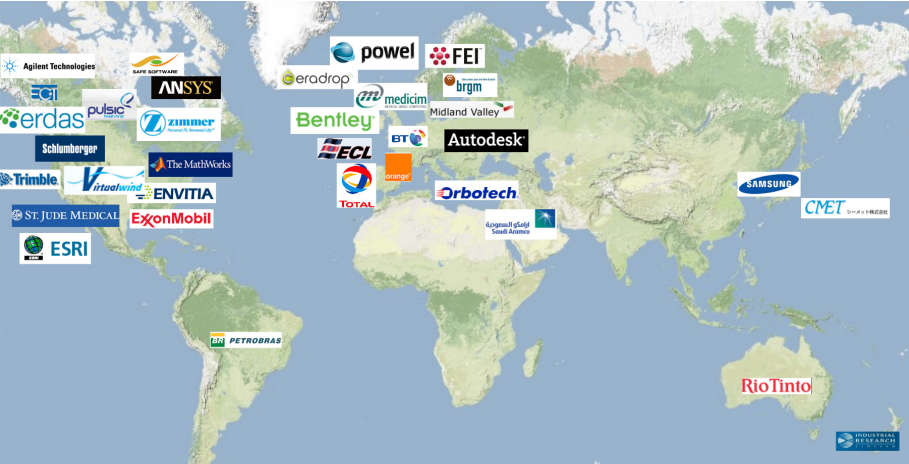 Agilent Technologies
SAFE SOFTWARE
ANSYS
erdas
pulsic
zimmer
Personal Fit. Renewed Life.
Schlumberger
The MathWorks
Trimble
Virtualwind
ENVITIA
ST. JUDE MEDICAL
ExxonMobil
ESRI
BR PETROBRAS
powel
FEI
eradrop
brgm
medicim
Midland Valley
Bentley
BT
Autodesk
ECL
orange
TOTAL
Orbotech
أرامكو السعودية
Saudi Aramco
SAMSUNG
CMET シーメット株式会社
RioTinto
INDUSTRIAL
RESEARCH
LIMITED